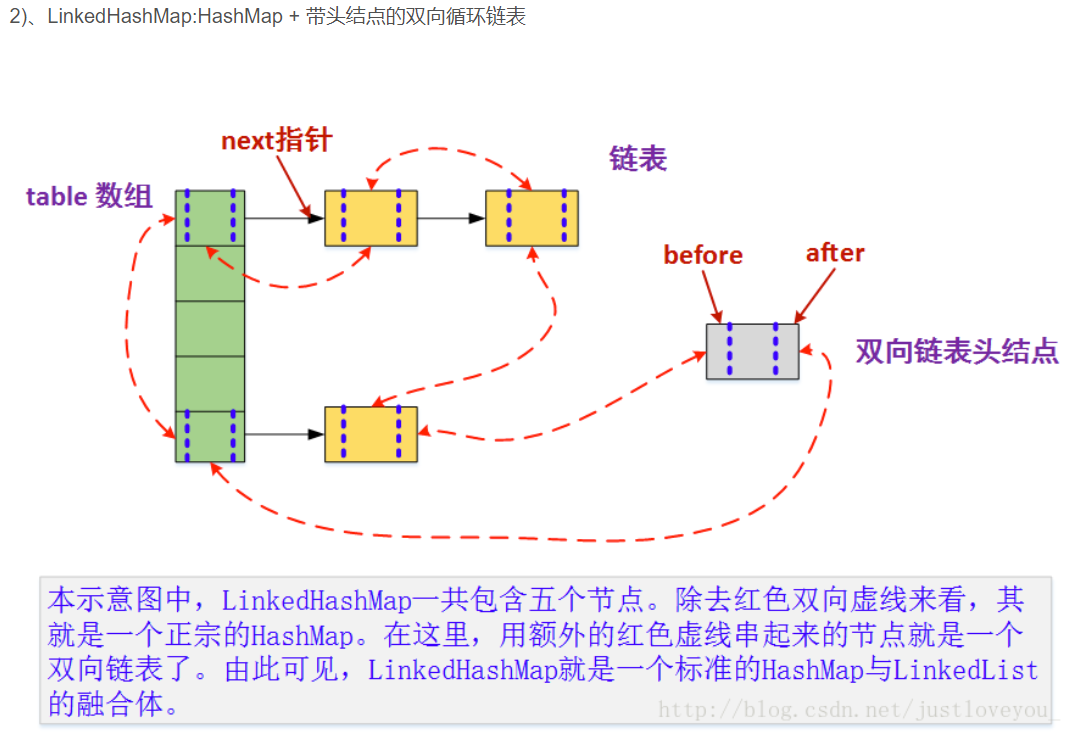 2)、LinkedHashMap:HashMap + 带头结点的双向循环链表
next指针
链表
table 数组
before
after
双向链表头结点
本示意图中，LinkedHashMap一共包含五个节点。除去红色双向虚线来看，其
就是一个正宗的HashMap。在这里，用额外的红色虚线串起来的节点就是一个
双向链表了。由此可见，LinkedHashMap就是一个标准的HashMap与LinkedList
的融合体。
http://blog.csdn.net/justloveyou_